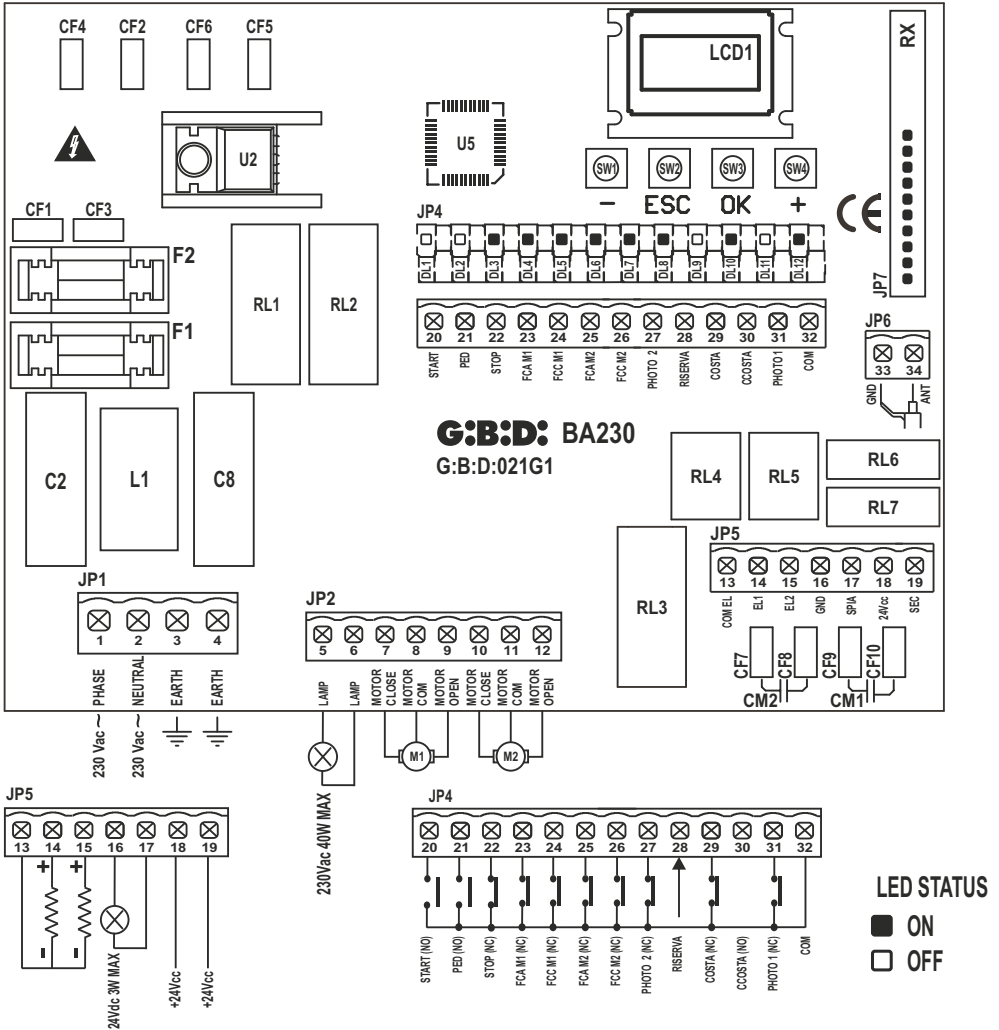 CF4 CF2 CF6 CF5
LCD1
RX
U2
U5
SW1 SW2 SW3 SW4
- ESC OK +
CE
CF1 CF3
JP4
F2
DL1 DL2 DL3 DL4 DL5 DL6 DL7 DL8 DL9 DL10 DL11 DL12
JP7
RL1 RL2
F1
20 21 22 23 24 25 26 27 28 29 30 31 32
START PED STOP FCA M1 FCC M1 FCA M2 FCC M2 PHOTO 2 RISERVA COSTA CCOSTA PHOTO 1 COM
JP6
33 34
GND ANT
G:B:D: BA230
G:B:D:021G1
C2 L1 C8
RL4 RL5 RL6
RL7
JP5
13 14 15 16 17 18 19
COM EL EL1 EL2 GND SPIA 24Vcc SEC
RL3
CF7 CF8 CF9 CF10
CM2 CM1
JP1
1 2 3 4
230 Vac ~ PHASE
230 Vac ~ NEUTRAL
EARTH
EARTH
JP2
5 6 7 8 9 10 11 12
LAMP
LAMP
MOTOR CLOSE
MOTOR COM
MOTOR OPEN
MOTOR CLOSE
MOTOR COM
MOTOR OPEN
M1 M2
230Vac 40W MAX
JP5
13 14 15 16 17 18 19
+ +
- -
24Vdc 3W MAX
+24Vcc
+24Vcc
JP4
20 21 22 23 24 25 26 27 28 29 30 31 32
START (NO)
PED (NO)
STOP (NC)
FCA M1 (NC)
FCC M1 (NC)
FCA M2 (NC)
FCC M2 (NC)
PHOTO 2 (NC)
RISERVA
COSTA (NC)
CCOSTA (NO)
PHOTO 1 (NC)
COM
LED STATUS
ON
OFF